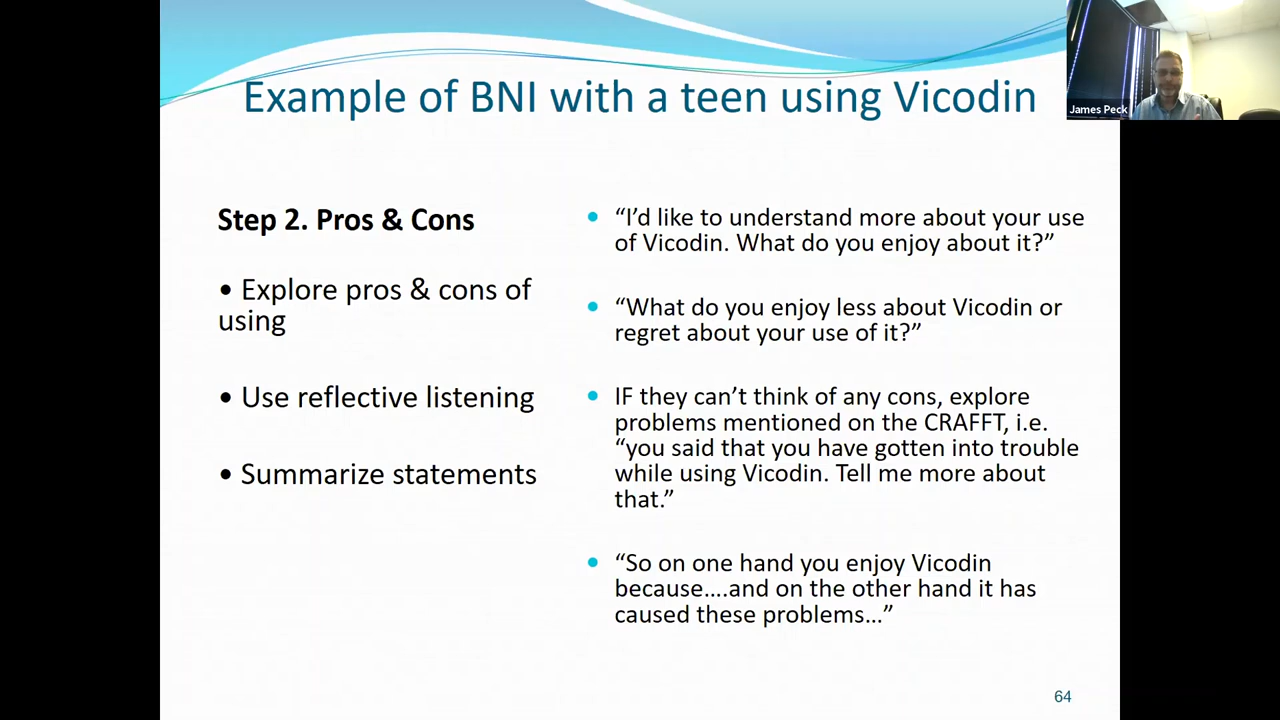 Example of BNI with a teen using Vicodin
James Peck
Step 2. Pros & Cons
• Explore pros & cons of
using
• Use reflective listening
• Summarize statements
• “I’d like to understand more about your use
of Vicodin. What do you enjoy about it?”
• “What do you enjoy less about Vicodin or
regret about your use of it?”
• IF they can’t think of any cons, explore
problems mentioned on the CRAFFT, i.e.
“you said that you have gotten into trouble
while using Vicodin. Tell me more about
that.”
• “So on one hand you enjoy Vicodin
because….and on the other hand it has
caused these problems…”
64